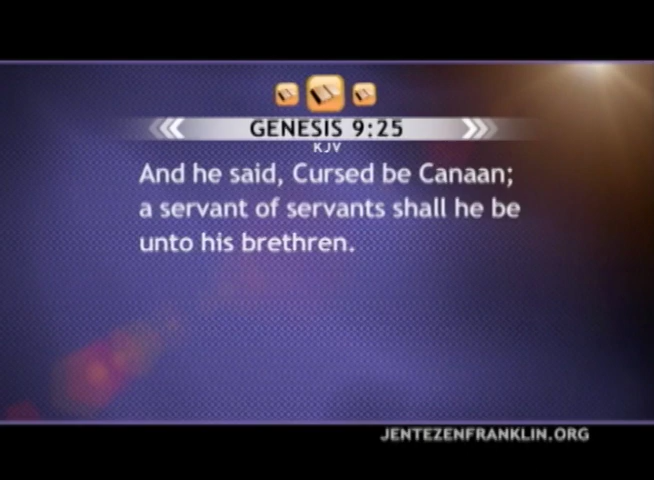 GENESIS 9:25
KJV
And he said, Cursed be Canaan;
a servant of servants shall he be
unto his brethren.
JENTEZENFRANKLIN.ORG